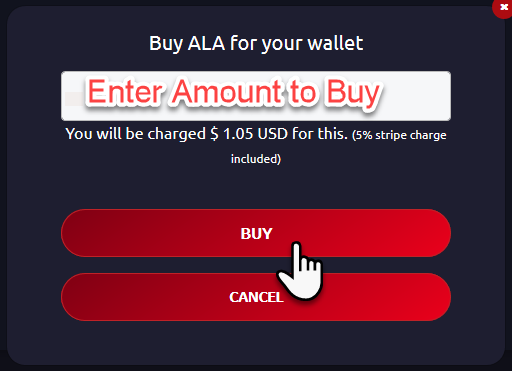 Buy ALA for your wallet
Enter Amount to Buy
You will be charged $ 1.05 USD for this. (5% stripe charge
included)
BUY
CANCEL